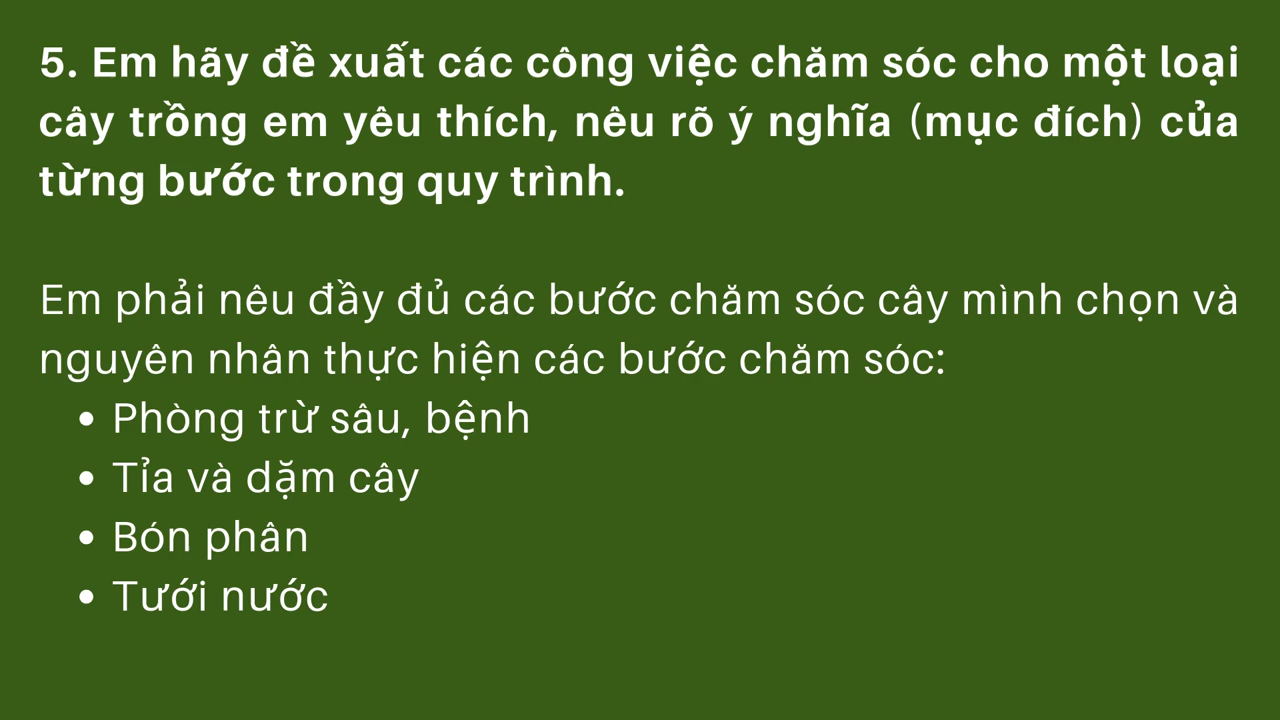 5. Em hãy đề xuất các công việc chăm sóc cho một loại
cây trồng em yêu thích, nêu rõ ý nghĩa (mục đích) của
từng bước trong quy trình.
Em phải nêu đầy đủ các bước chăm sóc cây mình chọn và
nguyên nhân thực hiện các bước chăm sóc:
• Phòng trừ sâu, bệnh
• Tỉa và dặm cây
• Bón phân
• Tưới nước